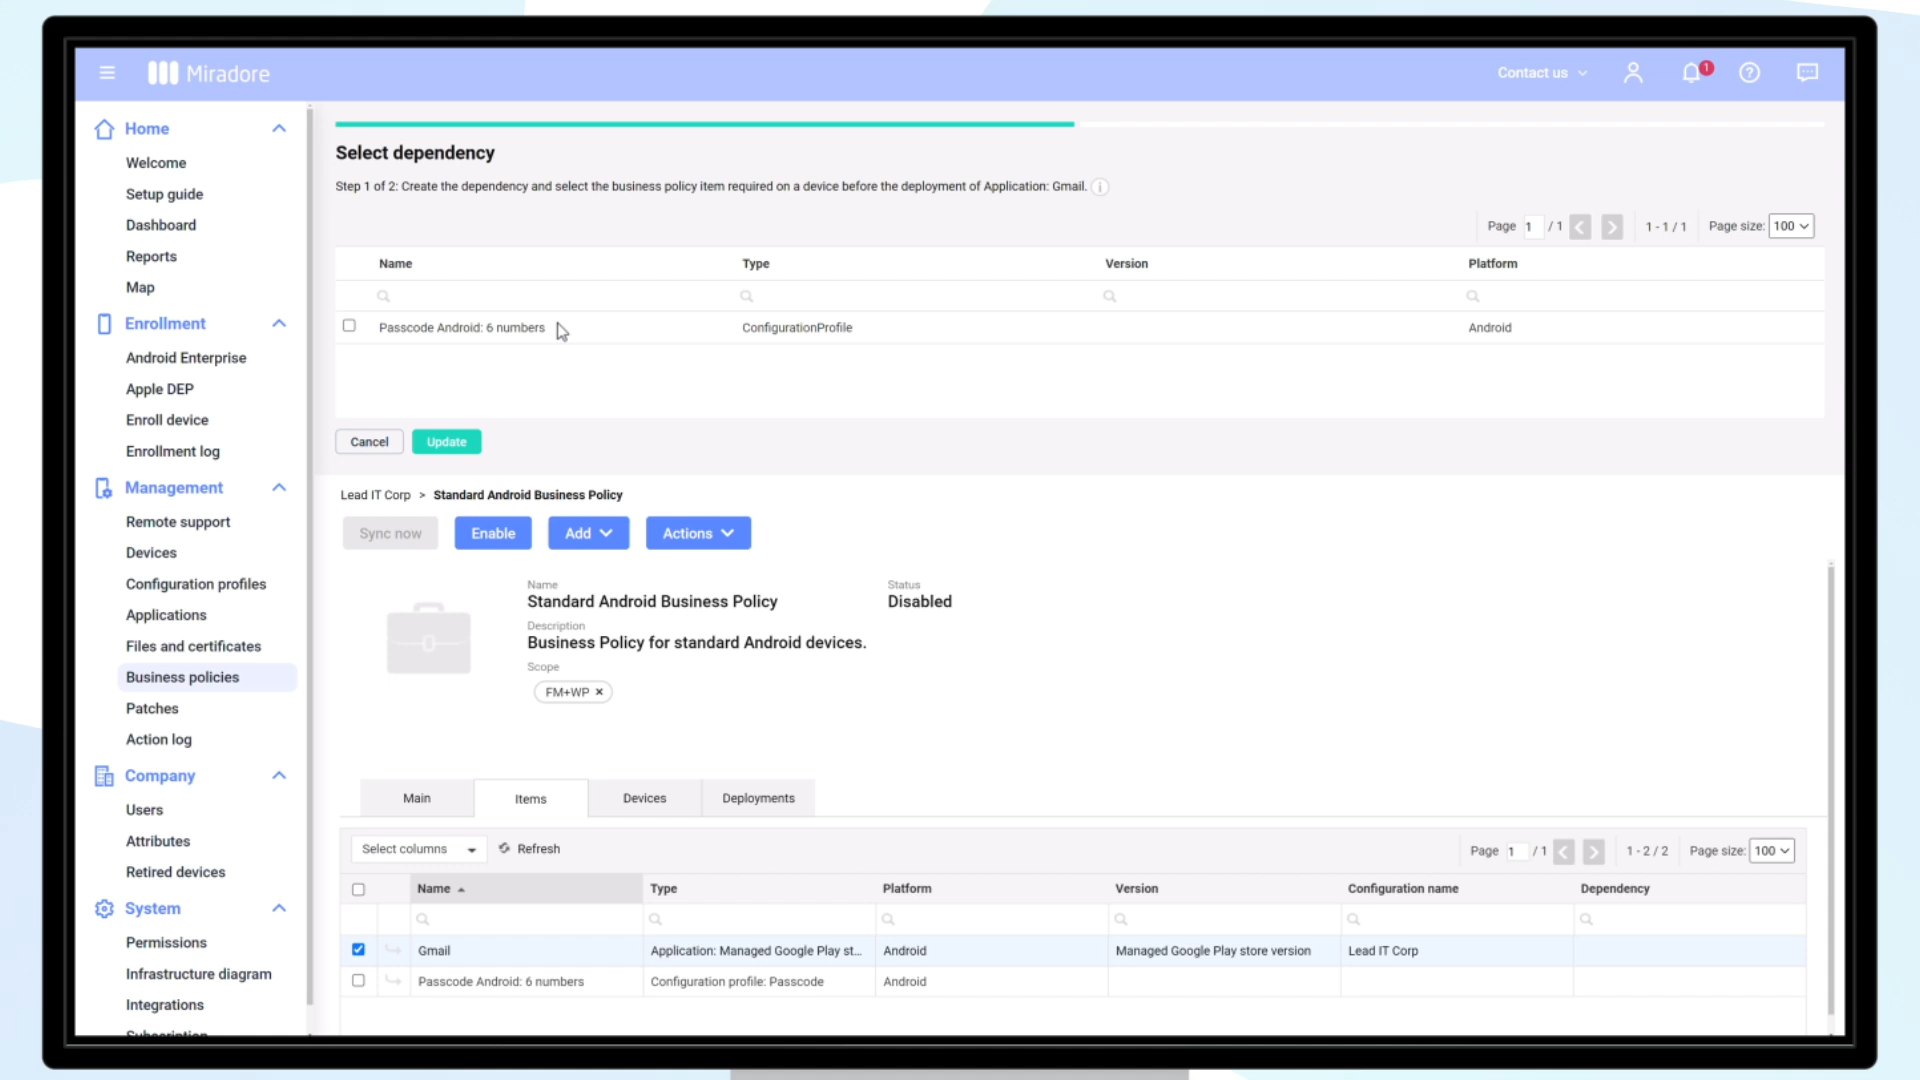 Miradore
Contact us
1
Home
Welcome
Setup guide
Dashboard
Reports
Map
Enrollment
Android Enterprise
Apple DEP
Enroll device
Enrollment log
Management
Remote support
Devices
Configuration profiles
Applications
Files and certificates
Business policies
Patches
Action log
Company
Users
Attributes
Retired devices
System
Permissions
Infrastructure diagram
Integrations
Subscription
Select dependency
Step 1 of 2: Create the dependency and select the business policy item required on a device before the deployment of Application: Gmail.
Page 1 / 1 1 - 1 / 1 Page size: 100
Name Type Version Platform
Passcode Android: 6 numbers ConfigurationProfile Android
Cancel Update
Lead IT Corp > Standard Android Business Policy
Sync now Enable Add Actions
Name Status
Standard Android Business Policy Disabled
Description
Business Policy for standard Android devices.
Scope
FM+WP ×
Main Items Devices Deployments
Select columns Refresh Page 1 / 1 1 - 2 / 2 Page size: 100
Name Type Platform Version Configuration name Dependency
Gmail Application: Managed Google Play st... Android Managed Google Play store version Lead IT Corp
Passcode Android: 6 numbers Configuration profile: Passcode Android